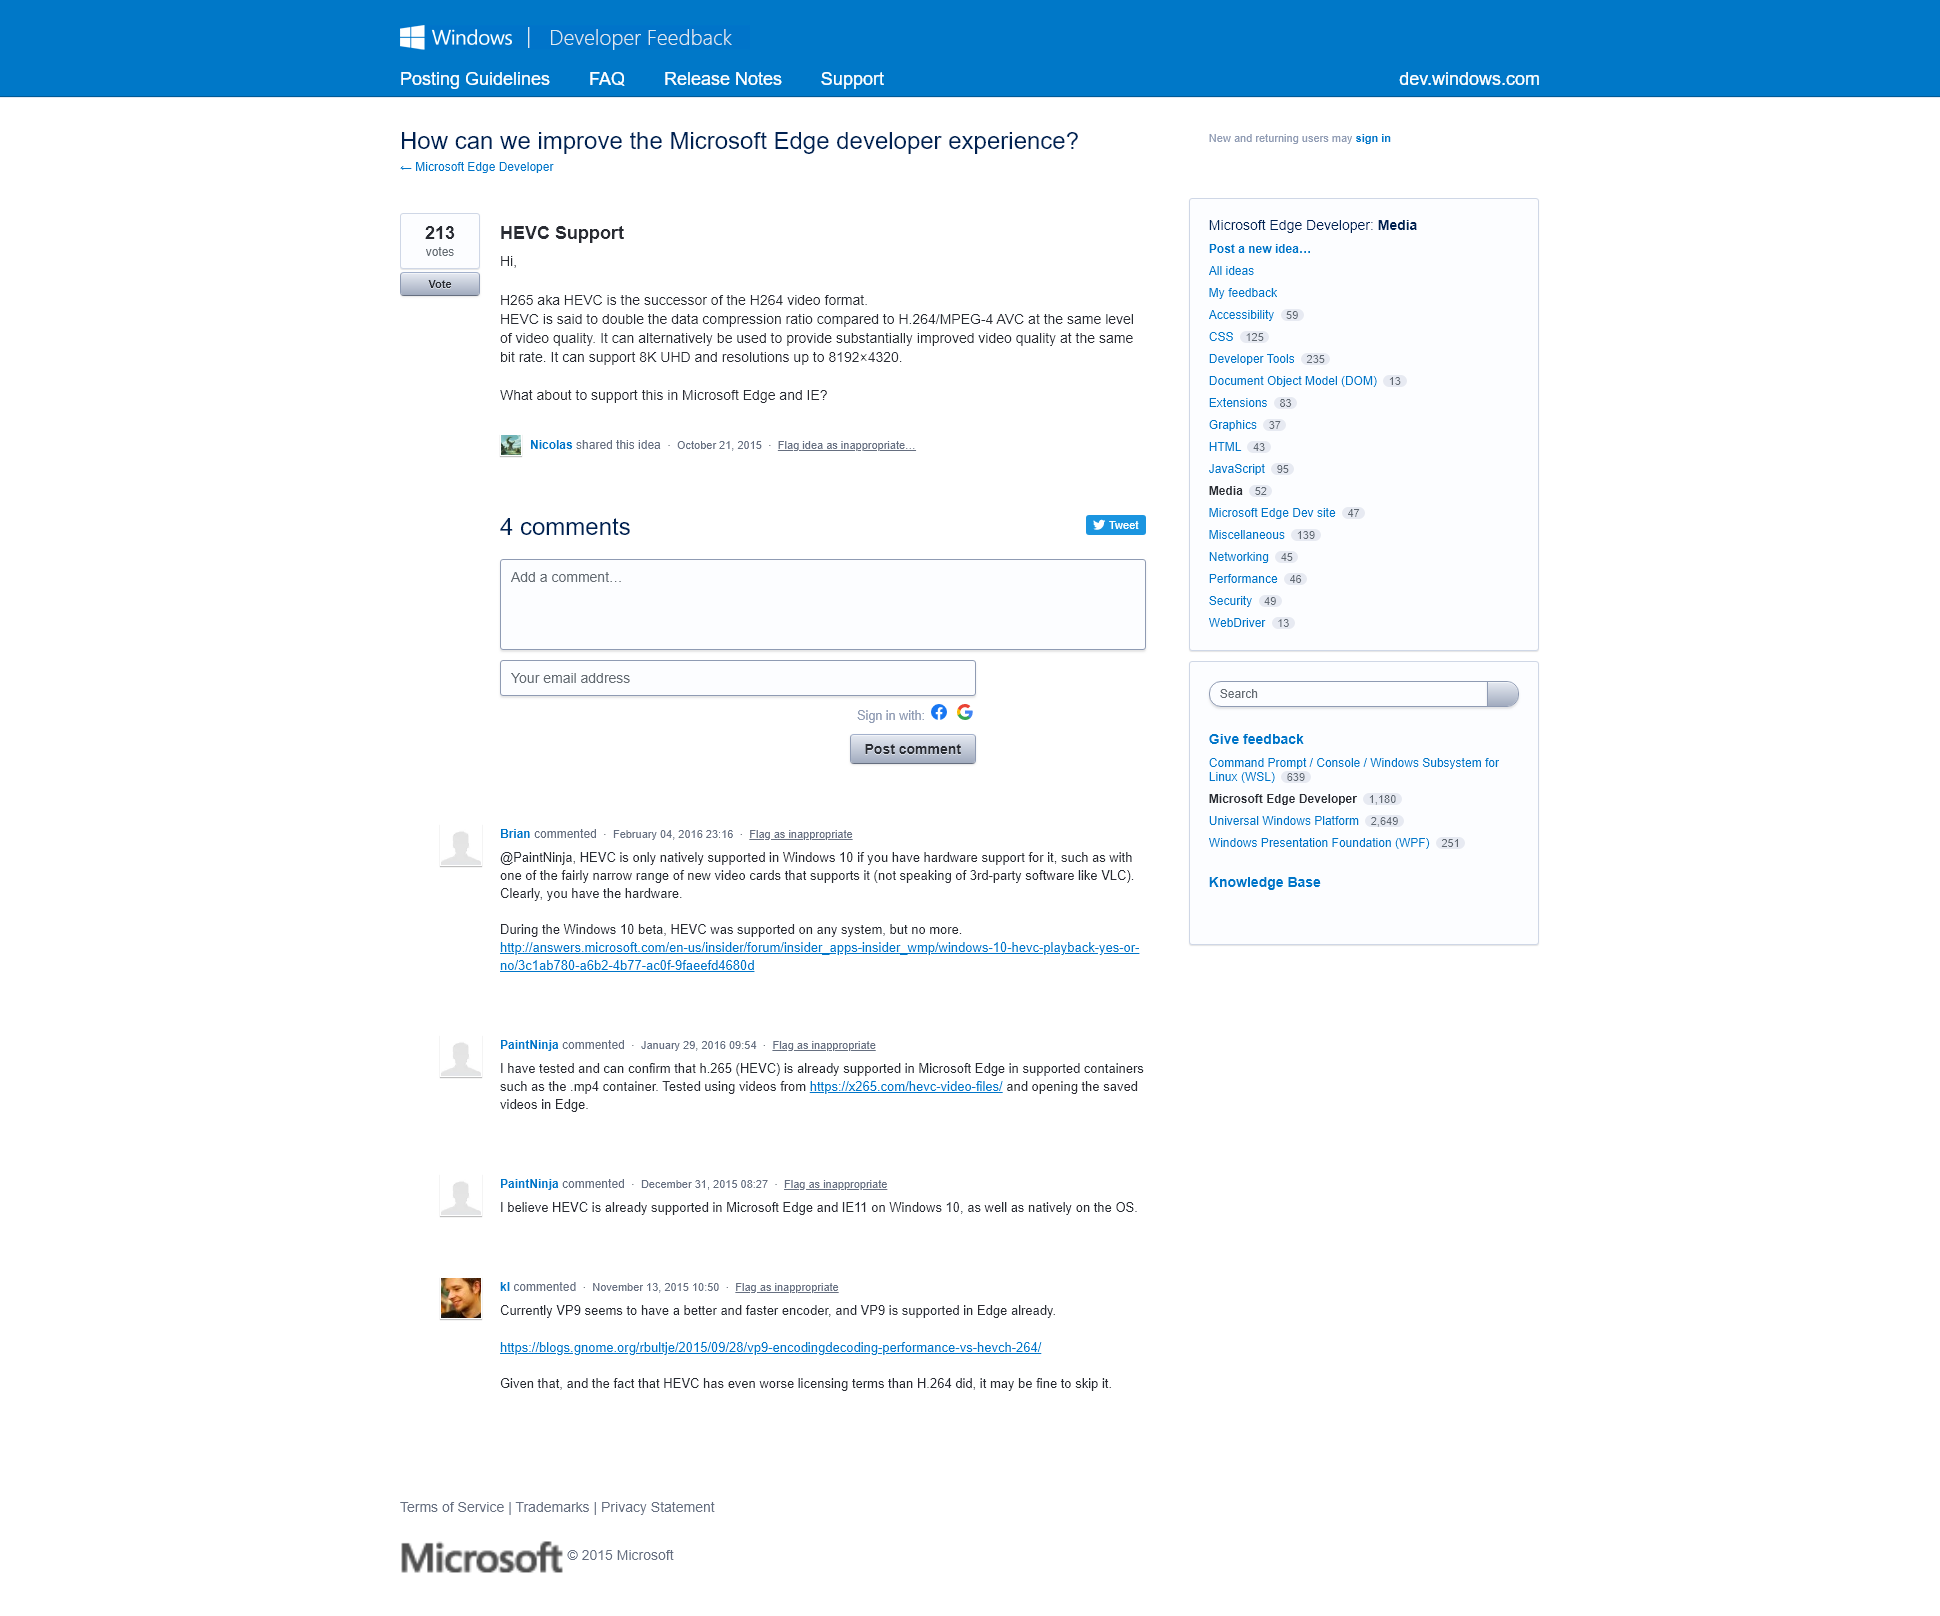 Windows | Developer Feedback
Posting Guidelines FAQ Release Notes Support dev.windows.com
How can we improve the Microsoft Edge developer experience?
← Microsoft Edge Developer
New and returning users may sign in
213
votes
Vote
HEVC Support
Hi,
H265 aka HEVC is the successor of the H264 video format.
HEVC is said to double the data compression ratio compared to H.264/MPEG-4 AVC at the same level
of video quality. It can alternatively be used to provide substantially improved video quality at the same
bit rate. It can support 8K UHD and resolutions up to 8192×4320.
What about to support this in Microsoft Edge and IE?
Nicolas shared this idea · October 21, 2015 · Flag idea as inappropriate…
4 comments
Tweet
Add a comment…
Your email address
Sign in with:
Post comment
Brian commented · February 04, 2016 23:16 · Flag as inappropriate
@PaintNinja, HEVC is only natively supported in Windows 10 if you have hardware support for it, such as with
one of the fairly narrow range of new video cards that supports it (not speaking of 3rd-party software like VLC).
Clearly, you have the hardware.
During the Windows 10 beta, HEVC was supported on any system, but no more.
http://answers.microsoft.com/en-us/insider/forum/insider_apps-insider_wmp/windows-10-hevc-playback-yes-or-
no/3c1ab780-a6b2-4b77-ac0f-9faeefd4680d
PaintNinja commented · January 29, 2016 09:54 · Flag as inappropriate
I have tested and can confirm that h.265 (HEVC) is already supported in Microsoft Edge in supported containers
such as the .mp4 container. Tested using videos from https://x265.com/hevc-video-files/ and opening the saved
videos in Edge.
PaintNinja commented · December 31, 2015 08:27 · Flag as inappropriate
I believe HEVC is already supported in Microsoft Edge and IE11 on Windows 10, as well as natively on the OS.
kl commented · November 13, 2015 10:50 · Flag as inappropriate
Currently VP9 seems to have a better and faster encoder, and VP9 is supported in Edge already.
https://blogs.gnome.org/rbultje/2015/09/28/vp9-encodingdecoding-performance-vs-hevch-264/
Given that, and the fact that HEVC has even worse licensing terms than H.264 did, it may be fine to skip it.
Microsoft Edge Developer: Media
Post a new idea…
All ideas
My feedback
Accessibility 59
CSS 125
Developer Tools 235
Document Object Model (DOM) 13
Extensions 83
Graphics 37
HTML 43
JavaScript 95
Media 52
Microsoft Edge Dev site 47
Miscellaneous 139
Networking 45
Performance 46
Security 49
WebDriver 13
Search
Give feedback
Command Prompt / Console / Windows Subsystem for
Linux (WSL) 639
Microsoft Edge Developer 1,180
Universal Windows Platform 2,649
Windows Presentation Foundation (WPF) 251
Knowledge Base
Terms of Service | Trademarks | Privacy Statement
Microsoft © 2015 Microsoft